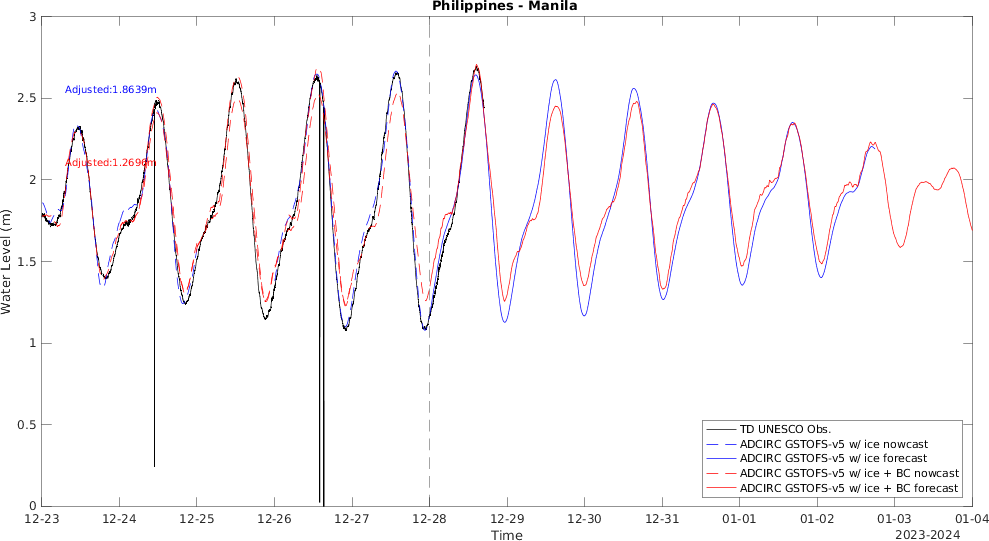 Philippines - Manila
3
2.5
2
1.5
1
0.5
0
Water Level (m)
Adjusted:1.8639m
Adjusted:1.2696m
TD UNESCO Obs.
ADCIRC GSTOFS-v5 w/ ice nowcast
ADCIRC GSTOFS-v5 w/ ice forecast
ADCIRC GSTOFS-v5 w/ ice + BC nowcast
ADCIRC GSTOFS-v5 w/ ice + BC forecast
12-23 12-24 12-25 12-26 12-27 12-28 12-29 12-30 12-31 01-01 01-02 01-03 01-04
Time
2023-2024